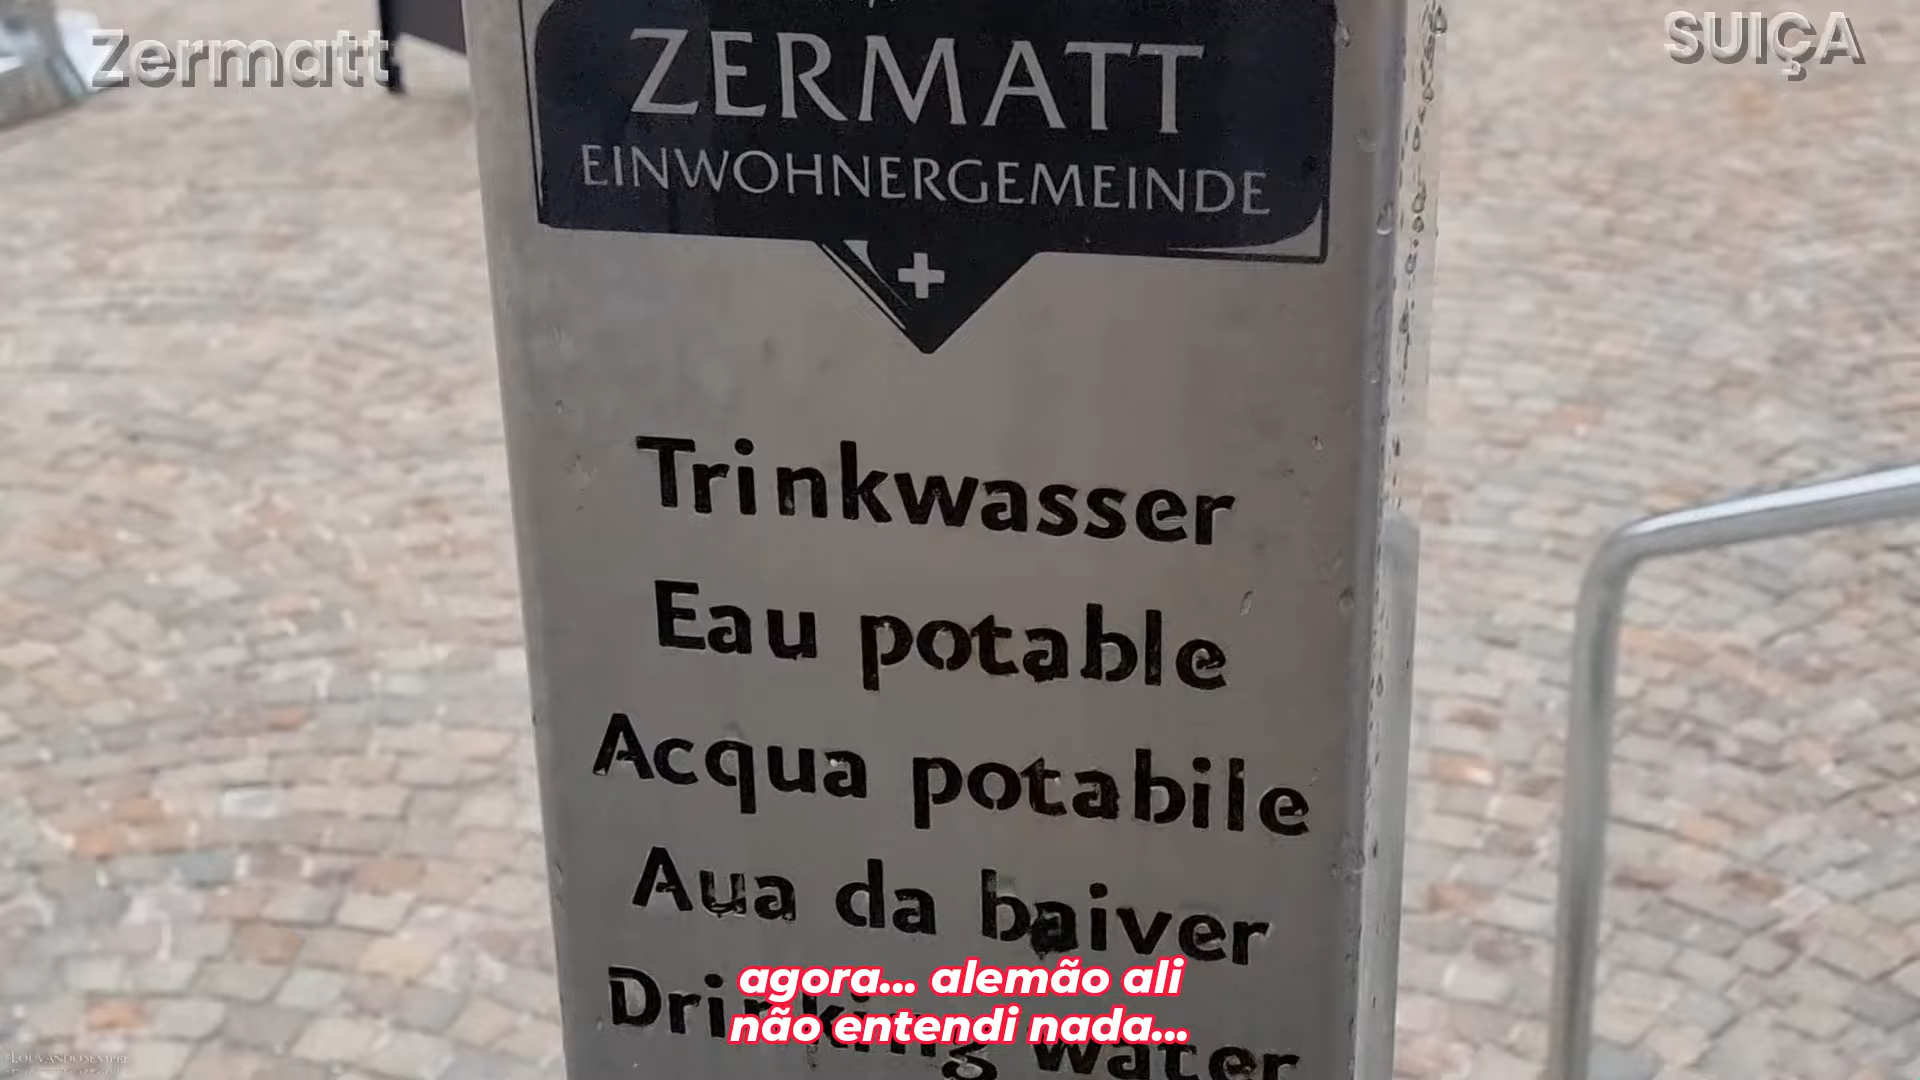 Zermatt
SUIÇA
ZERMATT
EINWOHNERGEMEINDE
Trinkwasser
Eau potable
Acqua potabile
Aua da baiver
Drinking water
agora... alemão ali
não entendi nada...